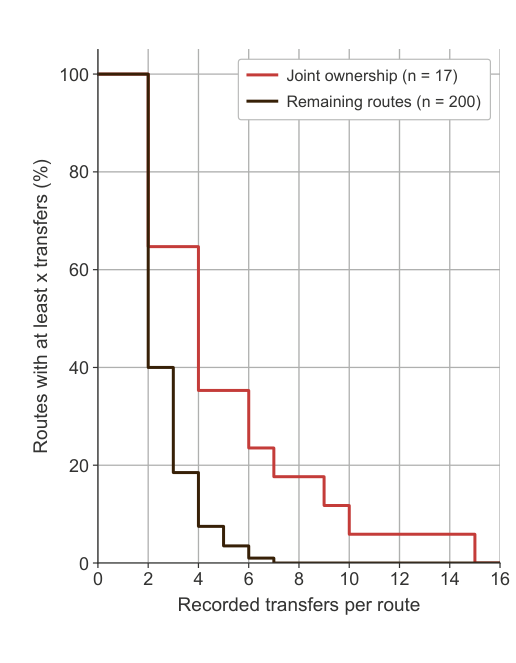 Joint ownership (n = 17)
Remaining routes (n = 200)
Routes with at least x transfers (%)
100
80
60
40
20
0
0 2 4 6 8 10 12 14 16
Recorded transfers per route